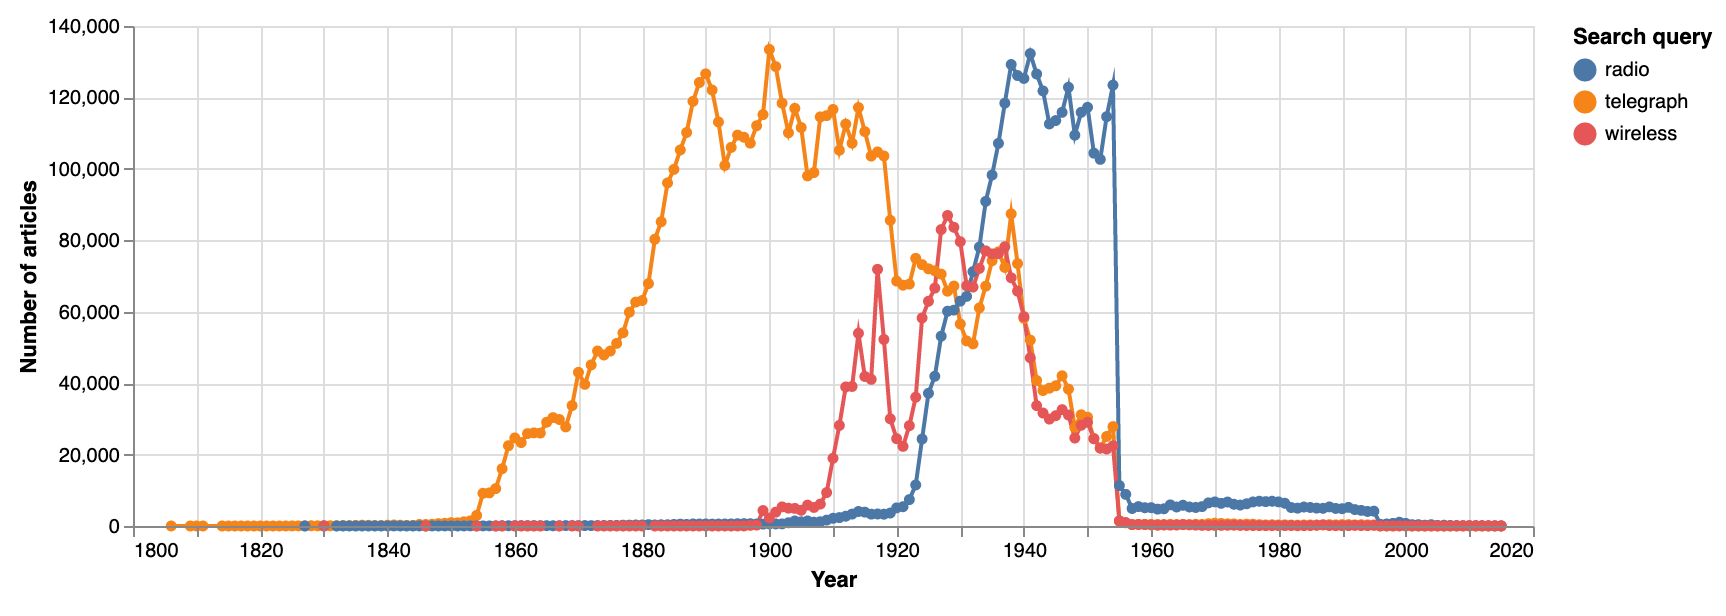 140,000
120,000
100,000
80,000
60,000
40,000
20,000
0
Number of articles
1800 1820 1840 1860 1880 1900 1920 1940 1960 1980 2000 2020
Year
Search query
radio
telegraph
wireless